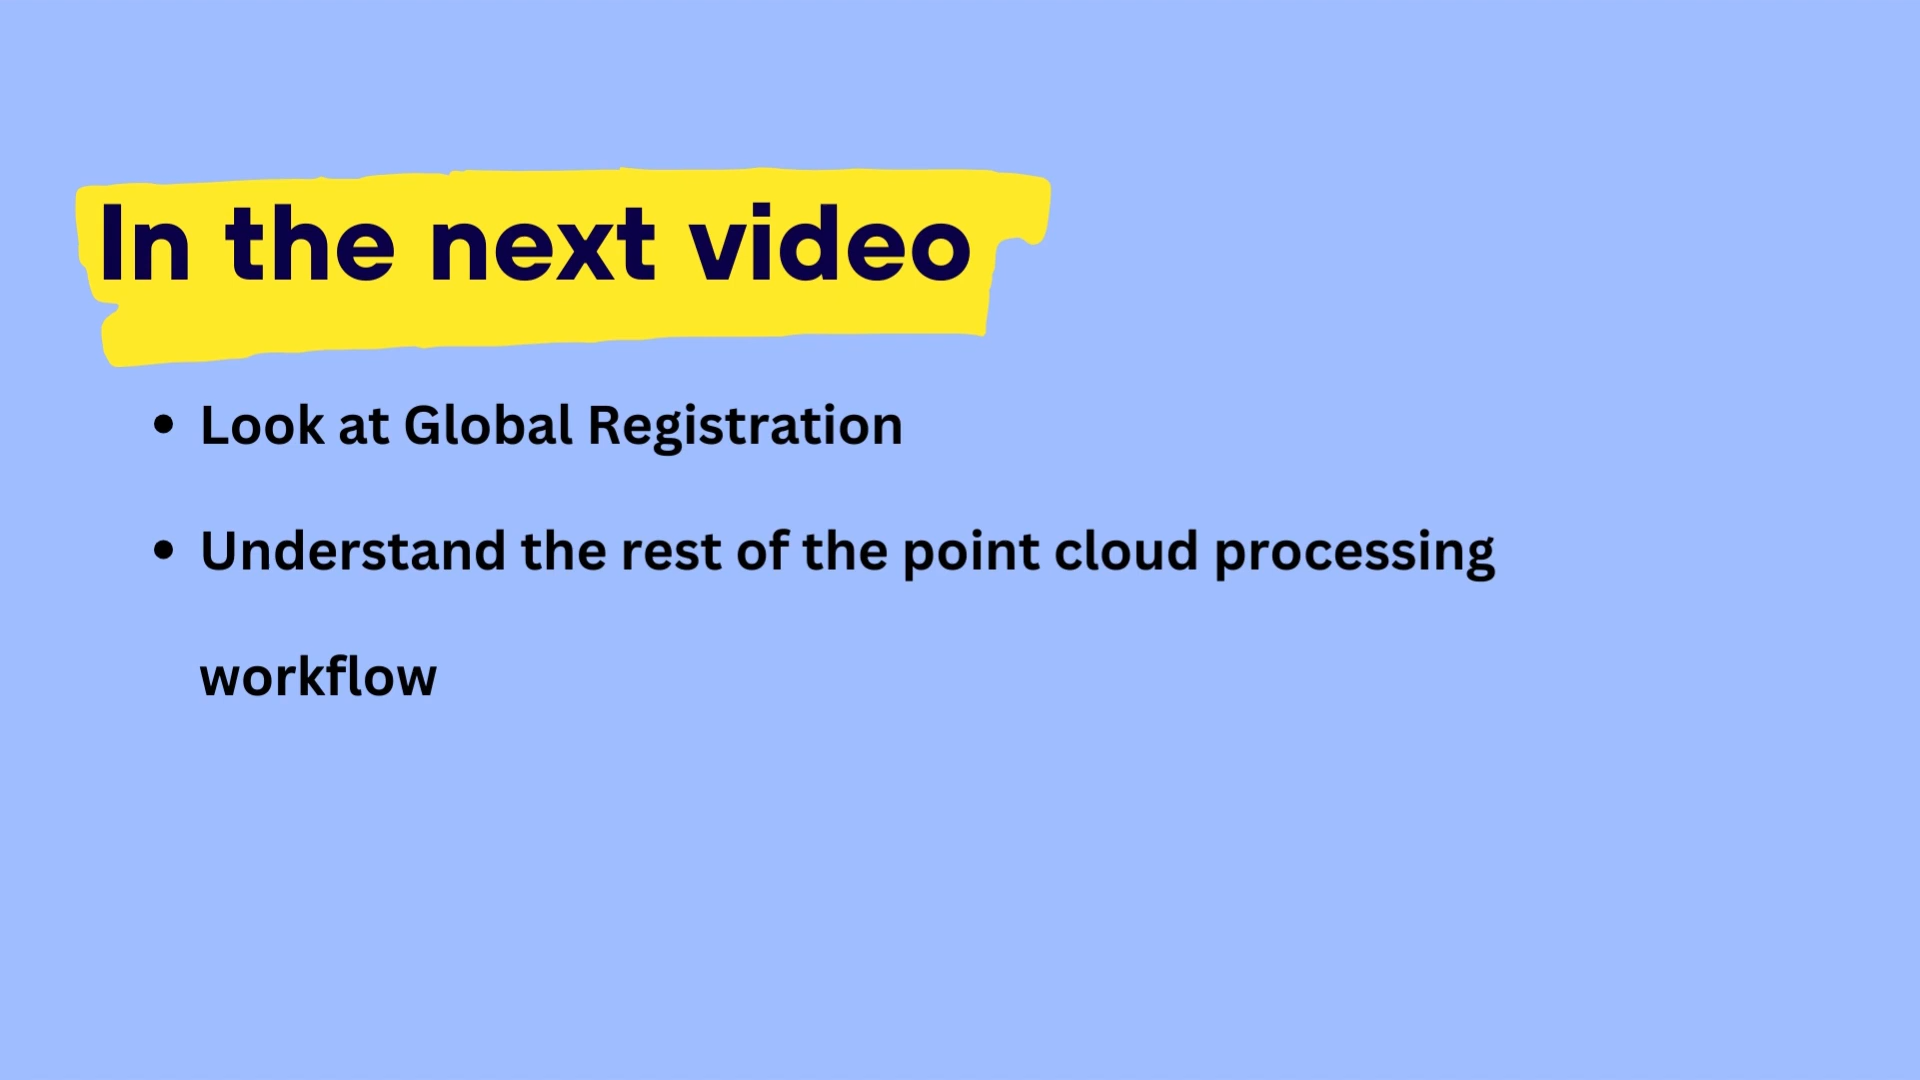 In the next video
• Look at Global Registration
• Understand the rest of the point cloud processing
workflow